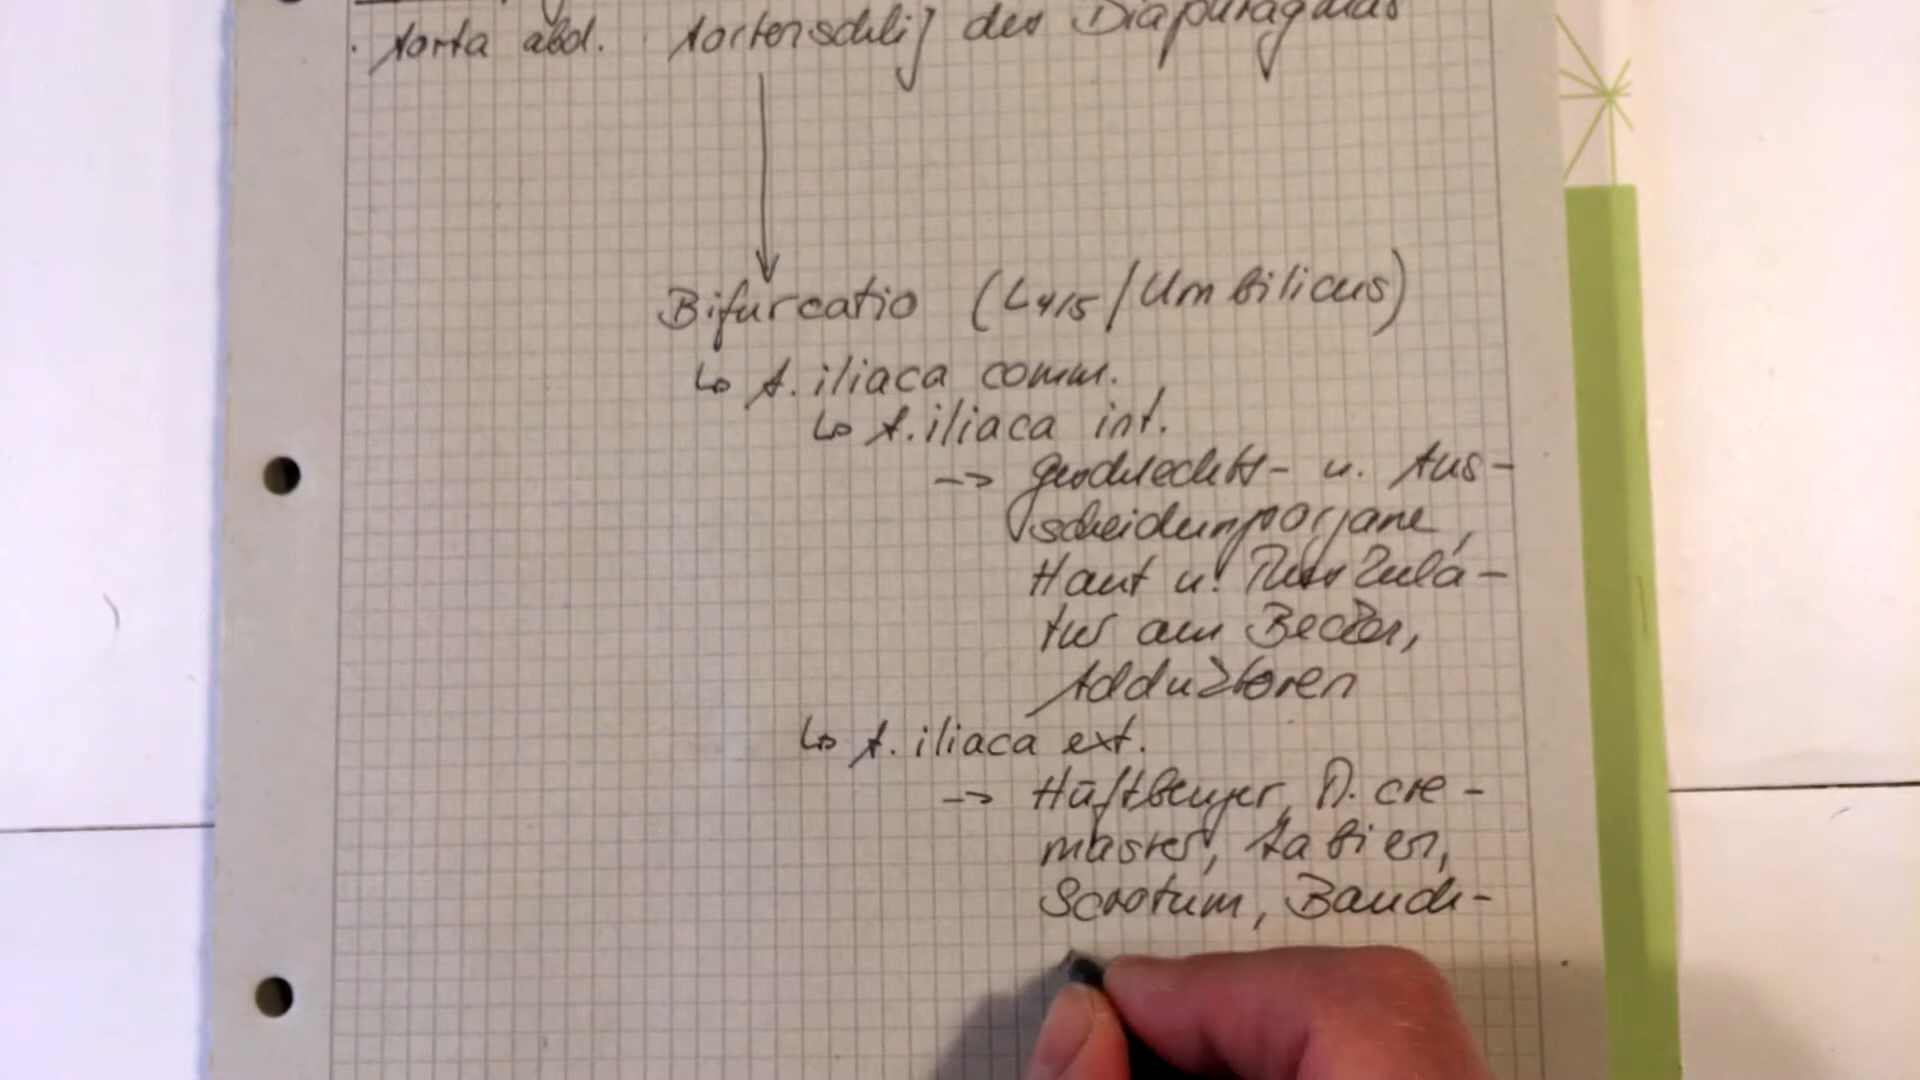 · Aorta abd. Aortenschlitz des Diaphragmas
Bifurcatio (L4/5/Umbilicus)
↳ A. iliaca comm.
↳ A. iliaca int.
-> Geschlechts- u. Aus-
scheidungsorgane,
Haut u. Muskula-
tur am Becken,
Adduktoren
↳ A. iliaca ext.
-> Hüftbeuger, M. cre-
master, Labien,
Scrotum, Bauch-